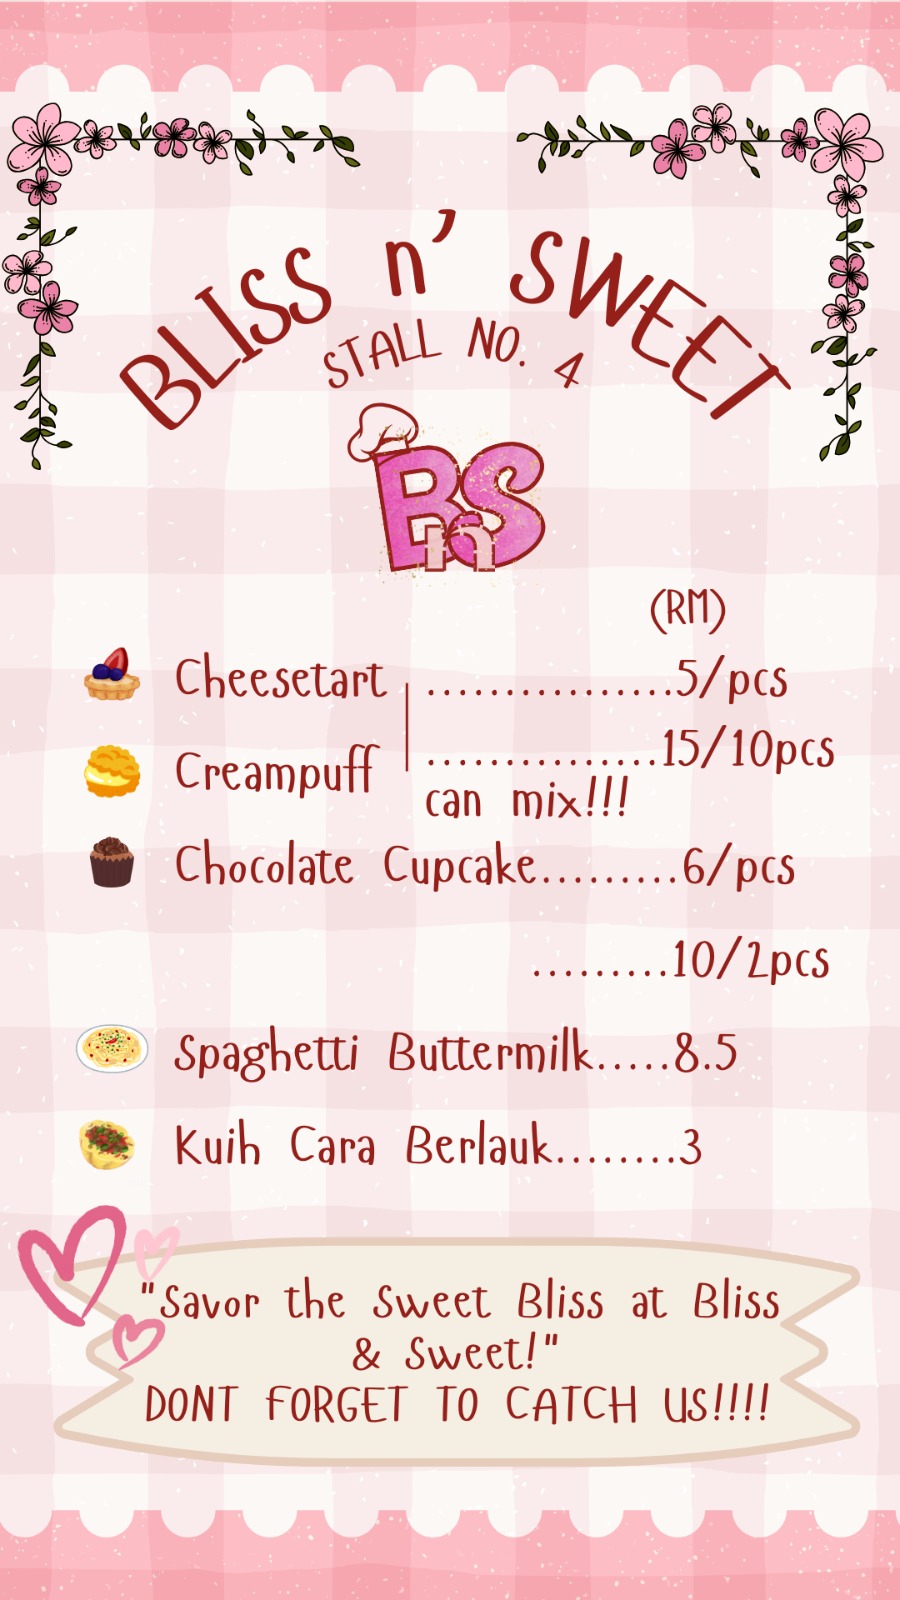 BLISS n' SWEET
STALL NO. 4
BnS
(RM)
Cheesetart ................5/pcs
...............15/10pcs
Creampuff
can mix!!!
Chocolate Cupcake.........6/pcs
.........10/2pcs
Spaghetti Buttermilk.....8.5
Kuih Cara Berlauk........3
"Savor the Sweet Bliss at Bliss
& Sweet!"
DONT FORGET TO CATCH US!!!!